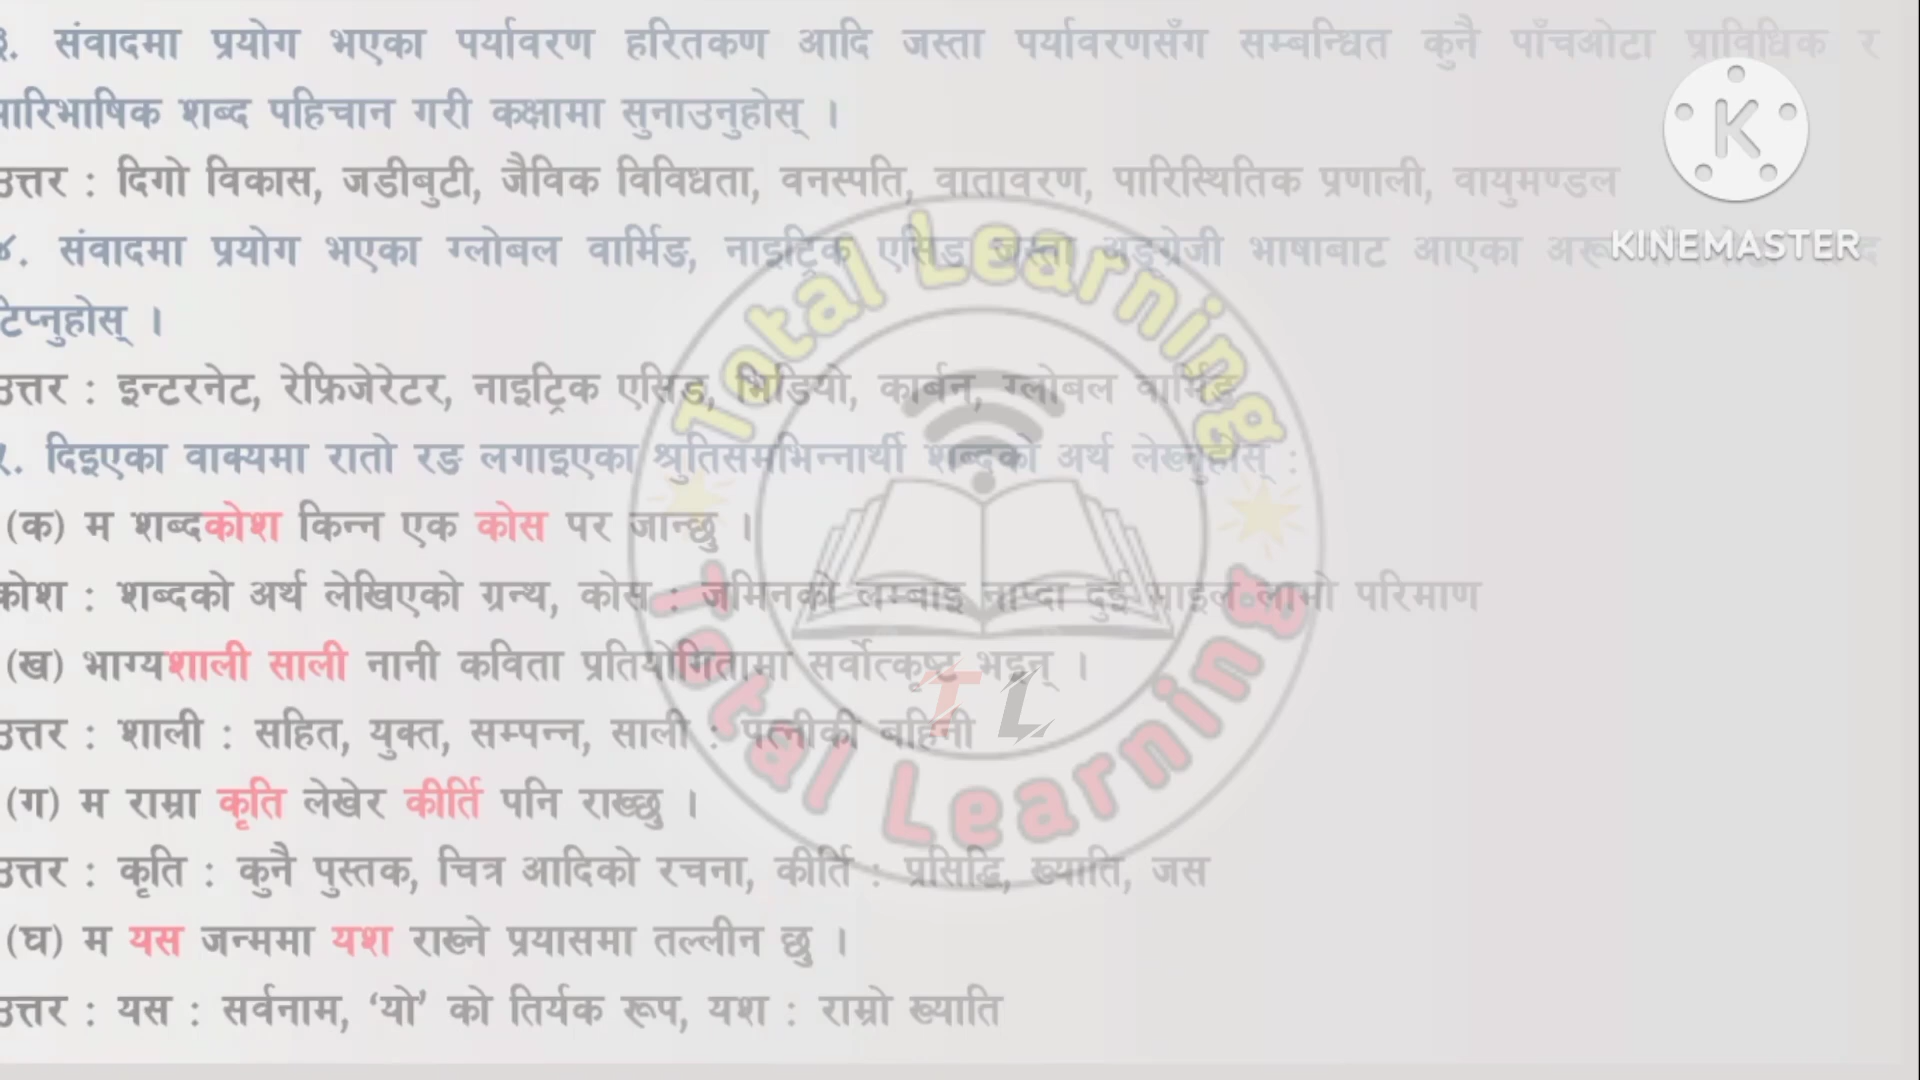 ३. संवादमा प्रयोग भएका पर्यावरण हरितकण आदि जस्ता पर्यावरणसँग सम्बन्धित कुनै पाँचओटा प्राविधिक र
पारिभाषिक शब्द पहिचान गरी कक्षामा सुनाउनुहोस् ।
उत्तर : दिगो विकास, जडीबुटी, जैविक विविधता, वनस्पति, वातावरण, पारिस्थितिक प्रणाली, वायुमण्डल
४. संवादमा प्रयोग भएका ग्लोबल वार्मिङ, नाइट्रिक एसिड जस्ता अङ्ग्रेजी भाषाबाट आएका अरू
टिप्नुहोस् ।
उत्तर : इन्टरनेट, रेफ्रिजेरेटर, नाइट्रिक एसिड, भिडियो, कार्बन, ग्लोबल वार्मिङ
दिइएका वाक्यमा रातो रङ लगाइएका श्रुतिसमभिन्नार्थी शब्दको अर्थ लेख्नुहोस् :
(क) म शब्दकोश किन्न एक कोस पर जान्छु ।
कोश : शब्दको अर्थ लेखिएको ग्रन्थ, कोस : जमिनको लम्बाइ नाप्दा दुई माइल लामो परिमाण
(ख) भाग्यशाली साली नानी कविता प्रतियोगितामा सर्वोत्कृष्ट भइन् ।
उत्तर : शाली : सहित, युक्त, सम्पन्न, साली : पत्नीकी बहिनी
(ग) म राम्रा कृति लेखेर कीर्ति पनि राख्छु ।
उत्तर : कृति : कुनै पुस्तक, चित्र आदिको रचना, कीर्ति : प्रसिद्धि, ख्याति, जस
(घ) म यस जन्ममा यश राख्ने प्रयासमा तल्लीन छु ।
उत्तर : यस : सर्वनाम, ‘यो’ को तिर्यक रूप, यश : राम्रो ख्याति
K
KINEMASTER
Total Learning
TL
Total Learning